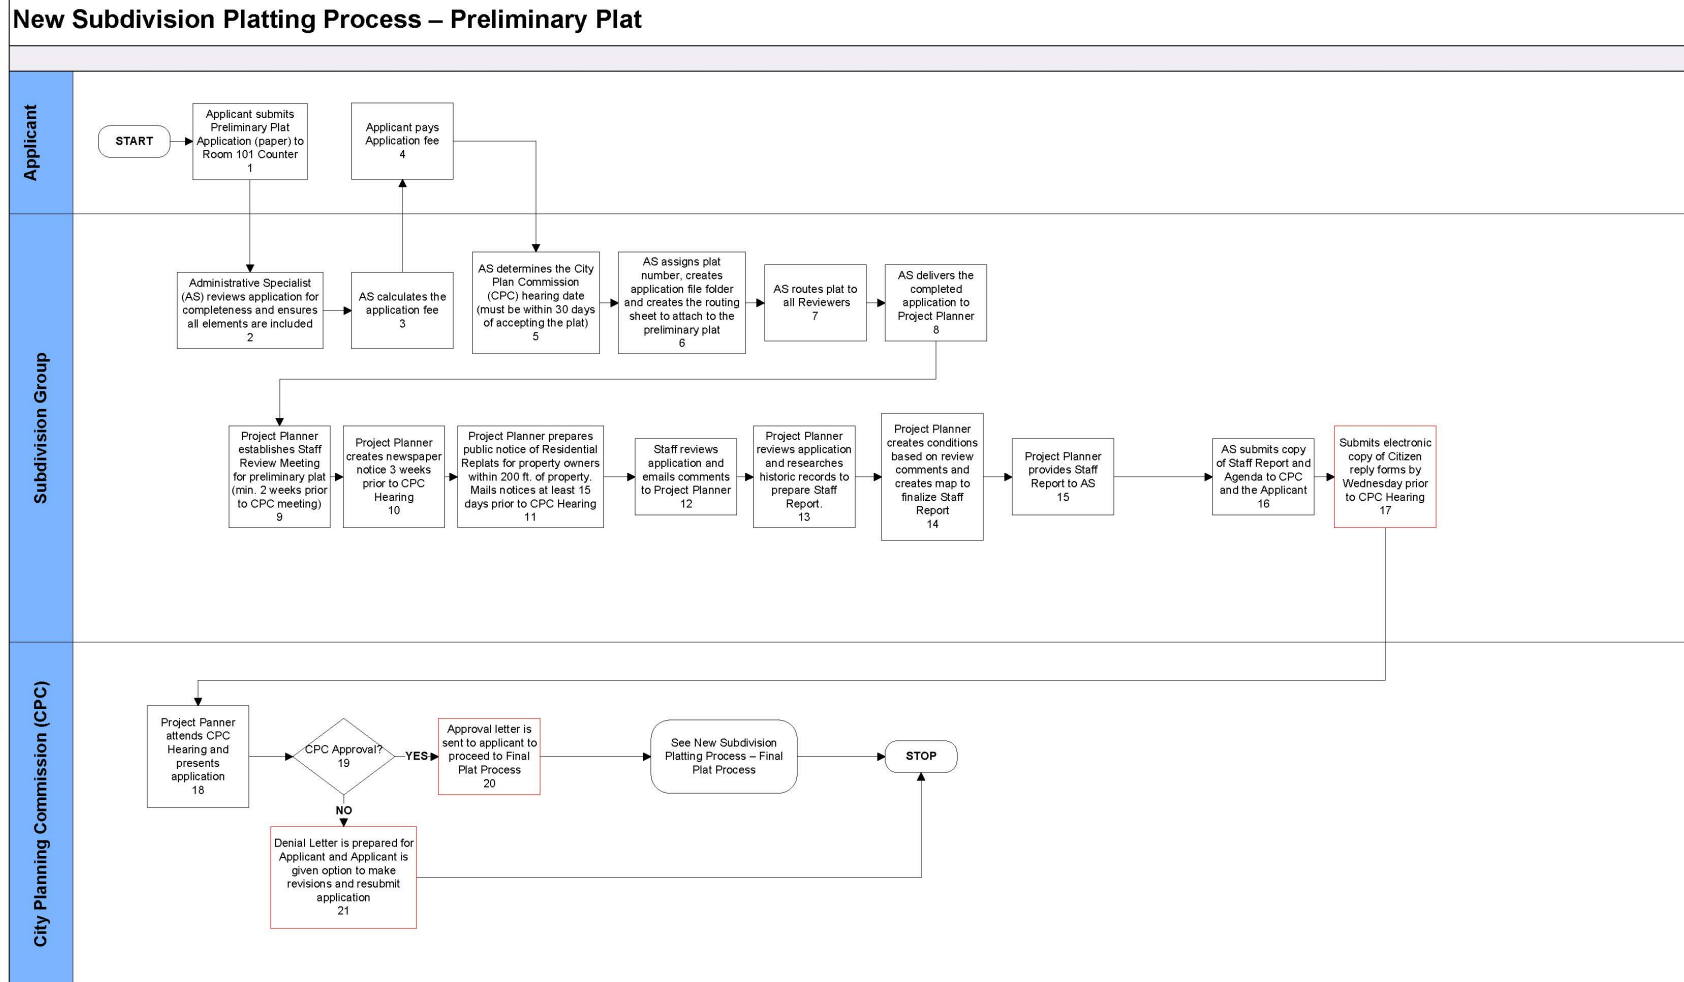 New Subdivision Platting Process – Preliminary Plat
Applicant
START
Applicant submits
Preliminary Plat
Application (paper) to
Room 101 Counter
1
Applicant pays
Application fee
4
Subdivision Group
Administrative Specialist
(AS) reviews application for
completeness and ensures
all elements are included
2
AS calculates the
application fee
3
AS determines the City
Plan Commission
(CPC) hearing date
(must be within 30 days
of accepting the plat)
5
AS assigns plat
number, creates
application file folder
and creates the routing
sheet to attach to the
preliminary plat
6
AS routes plat to
all Reviewers
7
AS delivers the
completed
application to
Project Planner
8
Project Planner
establishes Staff
Review Meeting
for preliminary plat
(min. 2 weeks prior
to CPC meeting)
9
Project Planner
creates newspaper
notice 3 weeks
prior to CPC
Hearing
10
Project Planner prepares
public notice of Residential
Replats for property owners
within 200 ft. of property.
Mails notices at least 15
days prior to CPC Hearing
11
Staff reviews
application and
emails comments
to Project Planner
12
Project Planner
reviews application
and researches
historic records to
prepare Staff
Report.
13
Project Planner
creates conditions
based on review
comments and
creates map to
finalize Staff
Report
14
Project Planner
provides Staff
Report to AS
15
AS submits copy
of Staff Report and
Agenda to CPC
and the Applicant
16
Submits electronic
copy of Citizen
reply forms by
Wednesday prior
to CPC Hearing
17
City Planning Commission (CPC)
Project Panner
attends CPC
Hearing and
presents
application
18
CPC Approval?
19
YES
Approval letter is
sent to applicant to
proceed to Final
Plat Process
20
See New Subdivision
Platting Process – Final
Plat Process
STOP
NO
Denial Letter is prepared for
Applicant and Applicant is
given option to make
revisions and resubmit
application
21